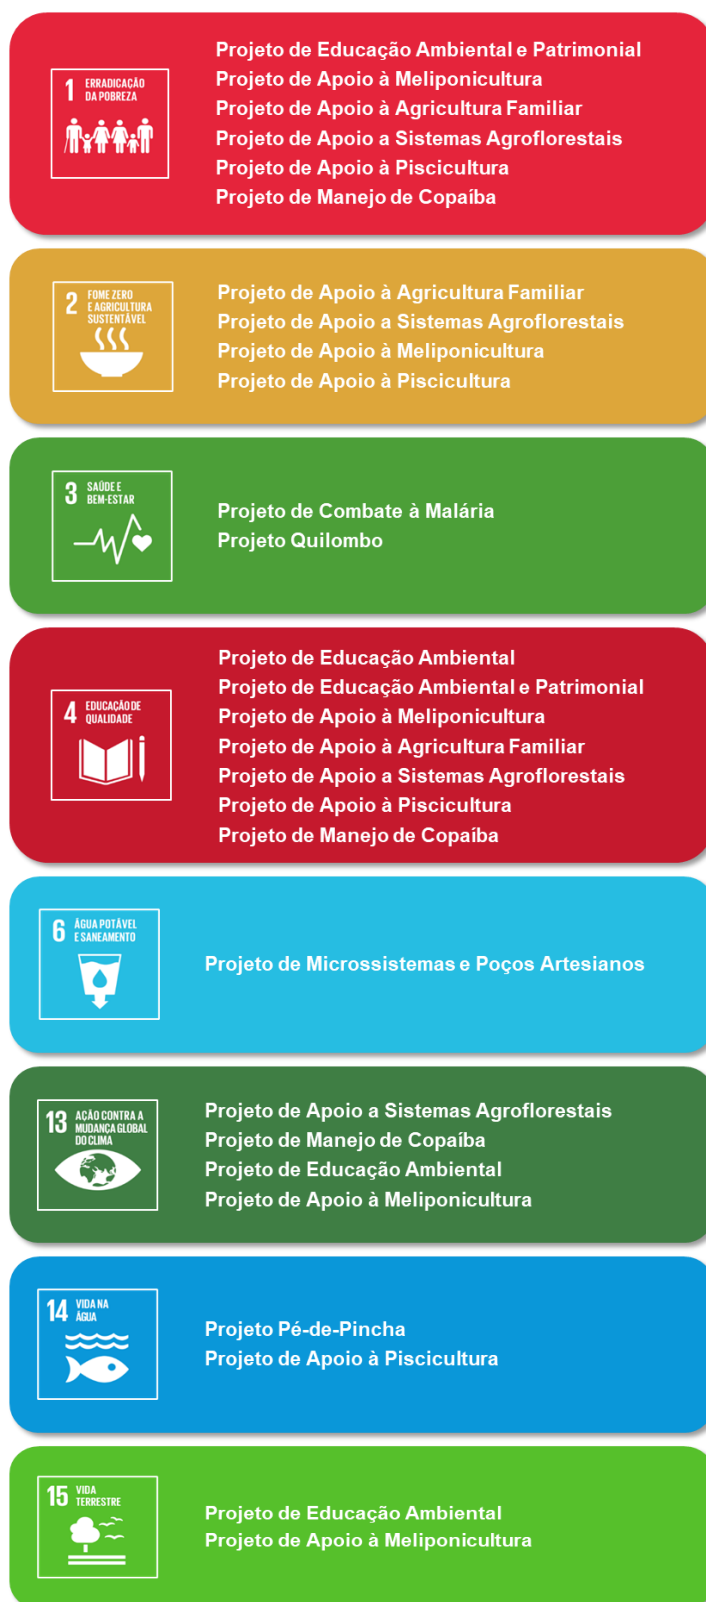 1 ERRADICAÇÃO
DA POBREZA
Projeto de Educação Ambiental e Patrimonial
Projeto de Apoio à Meliponicultura
Projeto de Apoio à Agricultura Familiar
Projeto de Apoio a Sistemas Agroflorestais
Projeto de Apoio à Piscicultura
Projeto de Manejo de Copaíba
2 FOME ZERO
E AGRICULTURA
SUSTENTÁVEL
Projeto de Apoio à Agricultura Familiar
Projeto de Apoio a Sistemas Agroflorestais
Projeto de Apoio à Meliponicultura
Projeto de Apoio à Piscicultura
3 SAÚDE E
BEM-ESTAR
Projeto de Combate à Malária
Projeto Quilombo
4 EDUCAÇÃO DE
QUALIDADE
Projeto de Educação Ambiental
Projeto de Educação Ambiental e Patrimonial
Projeto de Apoio à Meliponicultura
Projeto de Apoio à Agricultura Familiar
Projeto de Apoio a Sistemas Agroflorestais
Projeto de Apoio à Piscicultura
Projeto de Manejo de Copaíba
6 ÁGUA POTÁVEL
E SANEAMENTO
Projeto de Microssistemas e Poços Artesianos
13 AÇÃO CONTRA A
MUDANÇA GLOBAL
DO CLIMA
Projeto de Apoio a Sistemas Agroflorestais
Projeto de Manejo de Copaíba
Projeto de Educação Ambiental
Projeto de Apoio à Meliponicultura
14 VIDA NA
ÁGUA
Projeto Pé-de-Pincha
Projeto de Apoio à Piscicultura
15 VIDA
TERRESTRE
Projeto de Educação Ambiental
Projeto de Apoio à Meliponicultura